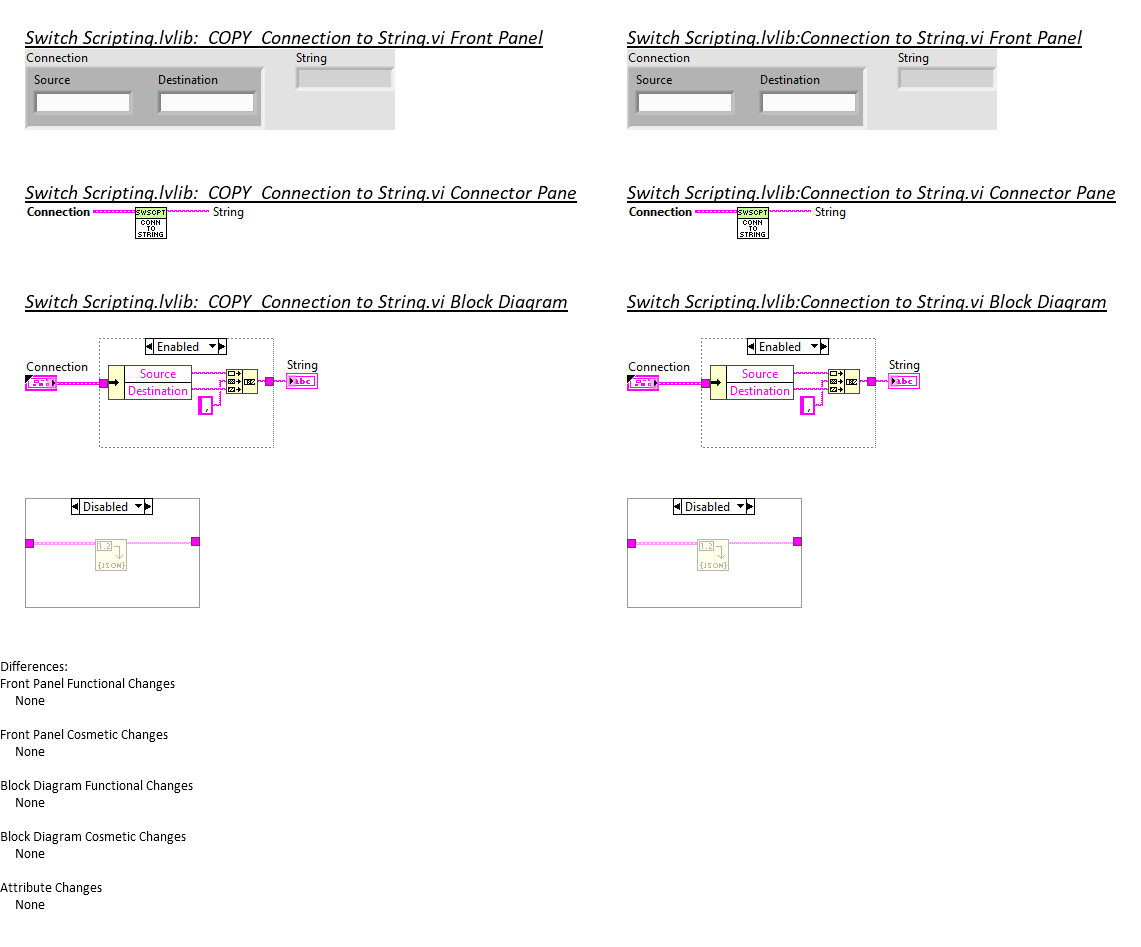 Switch Scripting.lvlib:  COPY  Connection to String.vi Front Panel
Connection
String
Source
Destination
Switch Scripting.lvlib:Connection to String.vi Front Panel
Connection
String
Source
Destination
Switch Scripting.lvlib:  COPY  Connection to String.vi Connector Pane
Connection
SWSCPT
CONN
TO
STRING
String
Switch Scripting.lvlib:Connection to String.vi Connector Pane
Connection
SWSCPT
CONN
TO
STRING
String
Switch Scripting.lvlib:  COPY  Connection to String.vi Block Diagram
Enabled
Connection
Source
Destination
,
String
abc
Switch Scripting.lvlib:Connection to String.vi Block Diagram
Enabled
Connection
Source
Destination
,
String
abc
Disabled
1.2
{JSON}
Disabled
1.2
{JSON}
Differences:
Front Panel Functional Changes
None
Front Panel Cosmetic Changes
None
Block Diagram Functional Changes
None
Block Diagram Cosmetic Changes
None
Attribute Changes
None